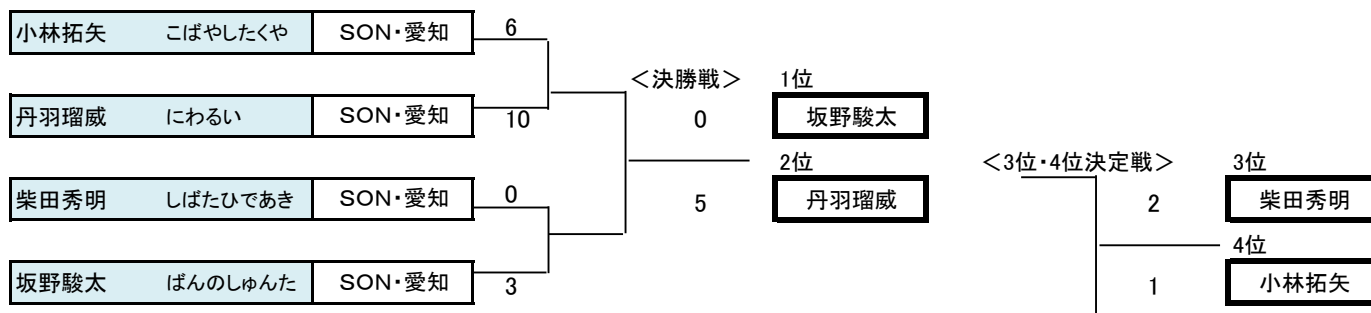 小林拓矢 こばやしたくや SON・愛知 6
＜決勝戦＞ 1位
丹羽瑠威 にわるい SON・愛知 10 0 坂野駿太
2位 ＜3位・4位決定戦＞ 3位
柴田秀明 しばたひであき SON・愛知 0 5 丹羽瑠威 2 柴田秀明
4位
坂野駿太 ばんのしゅんた SON・愛知 3 1 小林拓矢